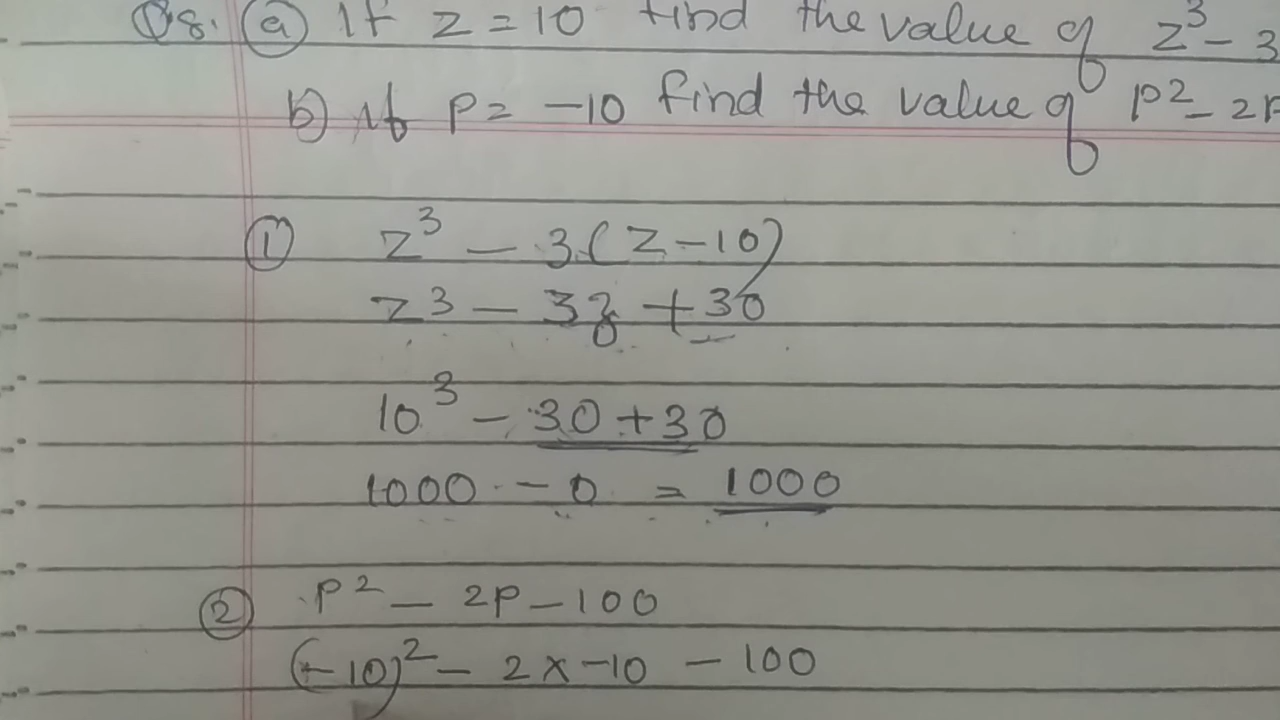 Q8. (a) If z = 10 find the value of z³ - 3
b) If p = -10 find the value of p² - 2p
① z³ - 3(z - 10)
z³ - 3z + 30
10³ - 30 + 30
1000 - 0 = 1000
② p² - 2p - 100
(-10)² - 2 x -10 - 100